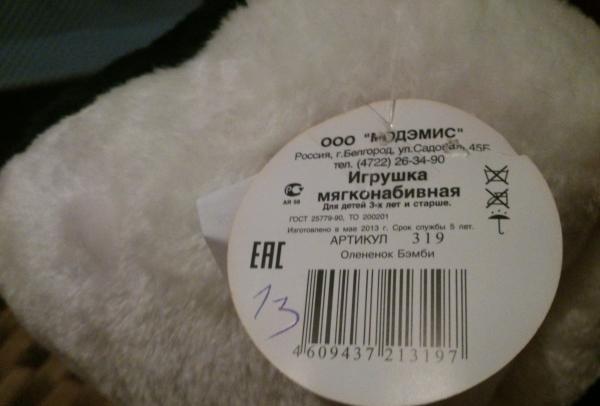 ООО "МОДЭМИС"
Россия, г.Белгород, ул.Садовая, 45Б
тел. (4722) 26-34-90
Игрушка
мягконабивная
Для детей 3-х лет и старше.
АЯ 58
ГОСТ 25779-90, ТО 200201
Изготовлено в мае 2013 г. Срок службы 5 лет.
АРТИКУЛ 319
Олененок Бэмби
ЕАС
13
4 609437 213197